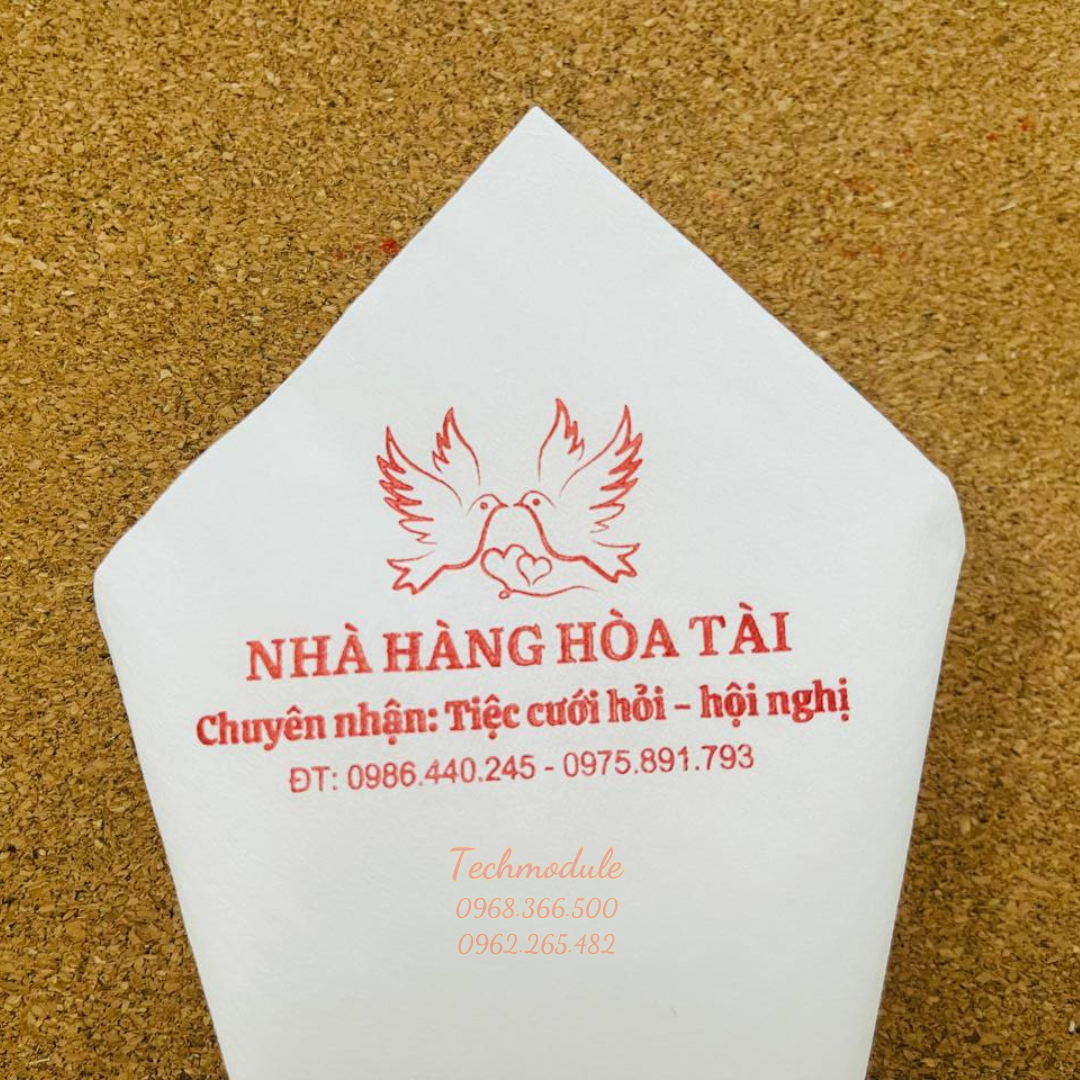 NHÀ HÀNG HÒA TÀI
Chuyên nhận: Tiệc cưới hỏi – hội nghị
ĐT: 0986.440.245 - 0975.891.793
Techmodule
0968.366.500
0962.265.482